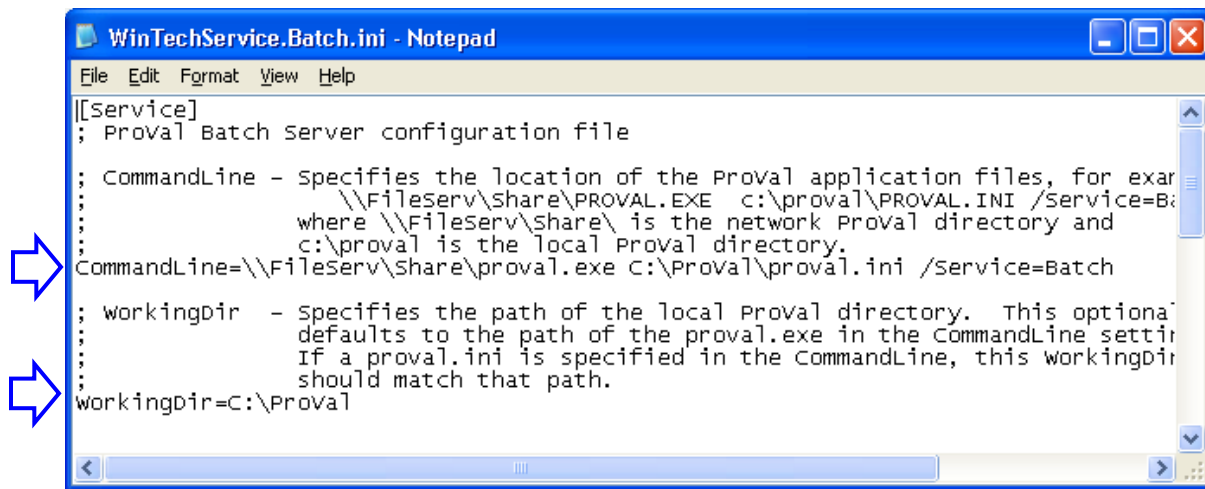 WinTechService.Batch.ini - Notepad
File Edit Format View Help
[Service]
; ProVal Batch Server configuration file
; CommandLine – Specifies the location of the ProVal application files, for
; \\FileServ\Share\PROVAL.EXE c:\proval\PROVAL.INI
; where \\FileServ\Share\ is the network ProVal directory and
; c:\proval is the local ProVal directory.
CommandLine=\\FileServ\Share\proval.exe C:\ProVal\proval.ini /Service=Batch
; WorkingDir – Specifies the path of the local ProVal directory. This optional
; defaults to the path of the proval.exe in the CommandLine
; If a proval.ini is specified in the CommandLine, this WorkingDir
; should match that path.
WorkingDir=C:\ProVal